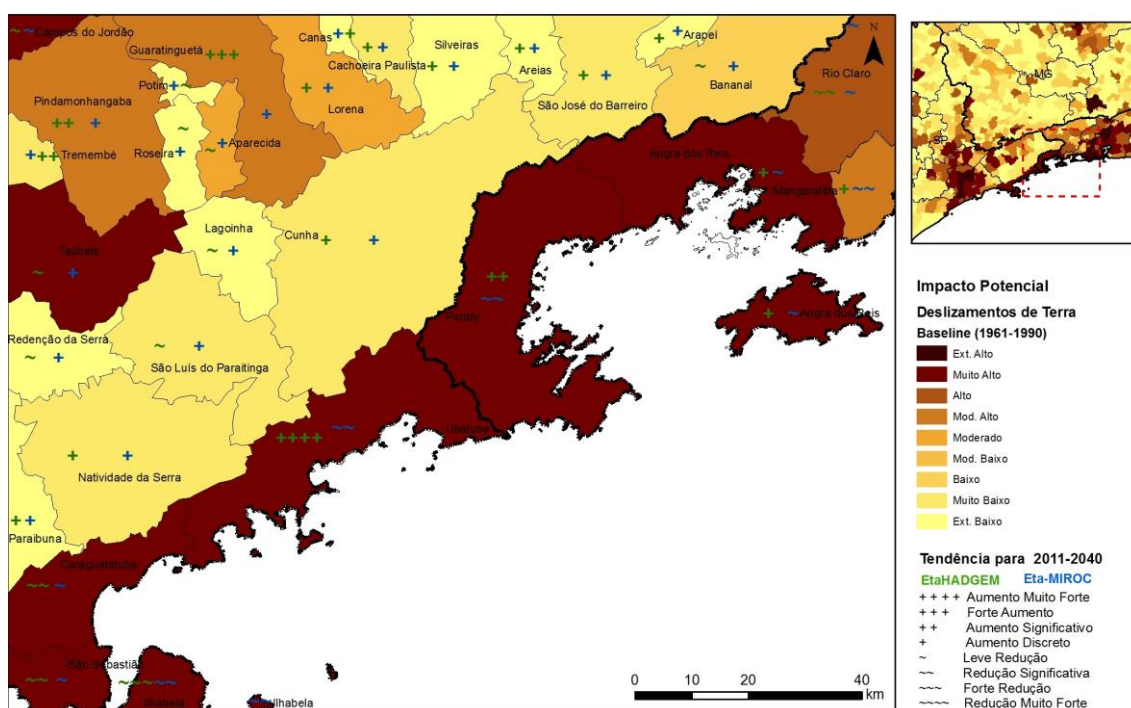 ~~ ~~ Campos do Jordão
Guaratinguetá
+++
Canas ++
++
Cachoeira Paulista
Silveiras
+ +
+ +
Areias
+ + Arapeí
~ +
Bananal
+ +
São José do Barreiro
Rio Claro
~~ ~
N
Potim
+~
Pindamonhangaba
++ +
+
+ +
Lorena
~
Roseira +
+ Aparecida
~
+++ Tremembé
Angra dos Reis
+ ~
Mangaratiba
+ ~~
Taubaté
~ +
Lagoinha
~ +
Cunha
+ +
++
~~
Paraty
+ ~ Angra dos Reis
Redenção da Serra
~ +
~ +
São Luís do Paraitinga
++++ ~~
Ubatuba
+ +
Natividade da Serra
++
Paraibuna
Caraguatatuba
~~ ~
São Sebastião
~~ ~
~~~~~
Ilhabela
Ilhabela
0 10 20 40
km
MG
SP
Impacto Potencial
Deslizamentos de Terra
Baseline (1961-1990)
Ext. Alto
Muito Alto
Alto
Mod. Alto
Moderado
Mod. Baixo
Baixo
Muito Baixo
Ext. Baixo
Tendência para 2011-2040
EtaHADGEM Eta-MIROC
++++ Aumento Muito Forte
+++ Forte Aumento
++ Aumento Significativo
+ Aumento Discreto
~ Leve Redução
~~ Redução Significativa
~~~ Forte Redução
~~~~ Redução Muito Forte